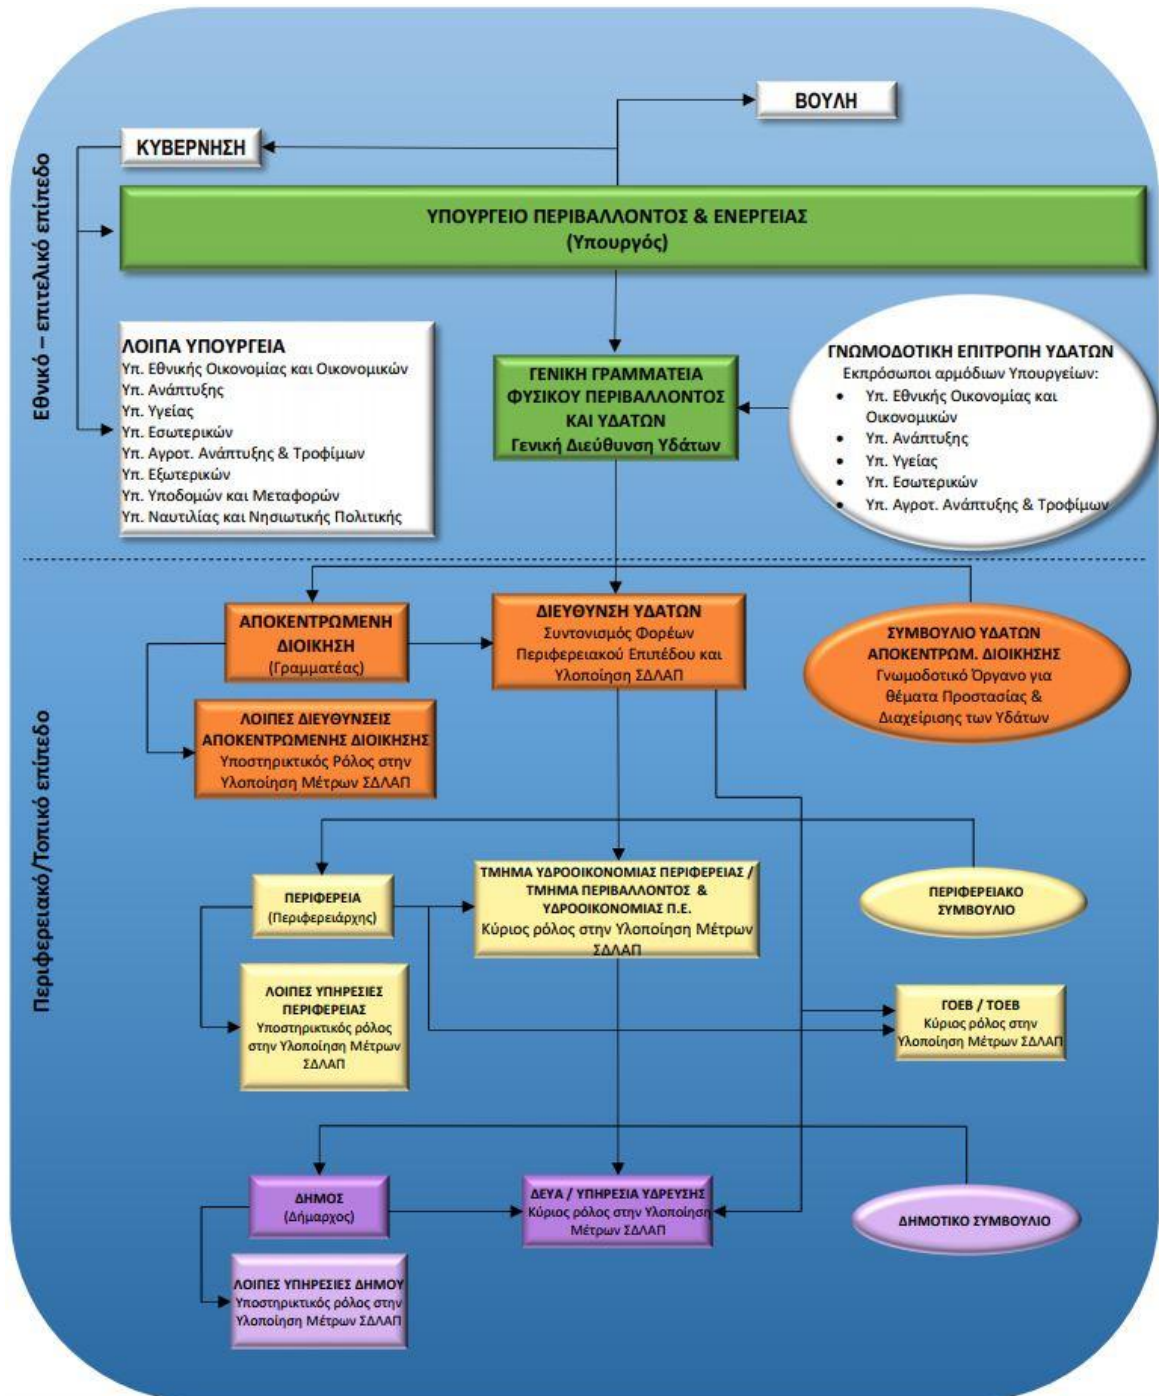 ΒΟΥΛΗ
ΚΥΒΕΡΝΗΣΗ
Εθνικό – επιτελικό επίπεδο
ΥΠΟΥΡΓΕΙΟ ΠΕΡΙΒΑΛΛΟΝΤΟΣ & ΕΝΕΡΓΕΙΑΣ
(Υπουργός)
ΛΟΙΠΑ ΥΠΟΥΡΓΕΙΑ
Υπ. Εθνικής Οικονομίας και Οικονομικών
Υπ. Ανάπτυξης
Υπ. Υγείας
Υπ. Εσωτερικών
Υπ. Αγροτ. Ανάπτυξης & Τροφίμων
Υπ. Εξωτερικών
Υπ. Υποδομών και Μεταφορών
Υπ. Ναυτιλίας και Νησιωτικής Πολιτικής
ΓΕΝΙΚΗ ΓΡΑΜΜΑΤΕΙΑ
ΦΥΣΙΚΟΥ ΠΕΡΙΒΑΛΛΟΝΤΟΣ
ΚΑΙ ΥΔΑΤΩΝ
Γενική Διεύθυνση Υδάτων
ΓΝΩΜΟΔΟΤΙΚΗ ΕΠΙΤΡΟΠΗ ΥΔΑΤΩΝ
Εκπρόσωποι αρμόδιων Υπουργείων:
• Υπ. Εθνικής Οικονομίας και
Οικονομικών
• Υπ. Ανάπτυξης
• Υπ. Υγείας
• Υπ. Εσωτερικών
• Υπ. Αγροτ. Ανάπτυξης & Τροφίμων
Περιφερειακό/Τοπικό επίπεδο
ΑΠΟΚΕΝΤΡΩΜΕΝΗ
ΔΙΟΙΚΗΣΗ
(Γραμματέας)
ΔΙΕΥΘΥΝΣΗ ΥΔΑΤΩΝ
Συντονισμός Φορέων
Περιφερειακού Επιπέδου και
Υλοποίηση ΣΔΛΑΠ
ΣΥΜΒΟΥΛΙΟ ΥΔΑΤΩΝ
ΑΠΟΚΕΝΤΡΩΜ. ΔΙΟΙΚΗΣΗΣ
Γνωμοδοτικό Όργανο για
θέματα Προστασίας &
Διαχείρισης των Υδάτων
ΛΟΙΠΕΣ ΔΙΕΥΘΥΝΣΕΙΣ
ΑΠΟΚΕΝΤΡΩΜΕΝΗΣ ΔΙΟΙΚΗΣΗΣ
Υποστηρικτικός Ρόλος στην
Υλοποίηση Μέτρων ΣΔΛΑΠ
ΠΕΡΙΦΕΡΕΙΑ
(Περιφερειάρχης)
ΤΜΗΜΑ ΥΔΡΟΟΙΚΟΝΟΜΙΑΣ ΠΕΡΙΦΕΡΕΙΑΣ /
ΤΜΗΜΑ ΠΕΡΙΒΑΛΛΟΝΤΟΣ &
ΥΔΡΟΟΙΚΟΝΟΜΙΑΣ Π.Ε.
Κύριος ρόλος στην Υλοποίηση Μέτρων
ΣΔΛΑΠ
ΠΕΡΙΦΕΡΕΙΑΚΟ
ΣΥΜΒΟΥΛΙΟ
ΛΟΙΠΕΣ ΥΠΗΡΕΣΙΕΣ
ΠΕΡΙΦΕΡΕΙΑΣ
Υποστηρικτικός ρόλος
στην Υλοποίηση Μέτρων
ΣΔΛΑΠ
ΓΟΕΒ / ΤΟΕΒ
Κύριος ρόλος στην
Υλοποίηση Μέτρων ΣΔΛΑΠ
ΔΗΜΟΣ
(Δήμαρχος)
ΔΕΥΑ / ΥΠΗΡΕΣΙΑ ΥΔΡΕΥΣΗΣ
Κύριος ρόλος στην Υλοποίηση
Μέτρων ΣΔΛΑΠ
ΔΗΜΟΤΙΚΟ ΣΥΜΒΟΥΛΙΟ
ΛΟΙΠΕΣ ΥΠΗΡΕΣΙΕΣ ΔΗΜΟΥ
Υποστηρικτικός ρόλος στην
Υλοποίηση Μέτρων ΣΔΛΑΠ